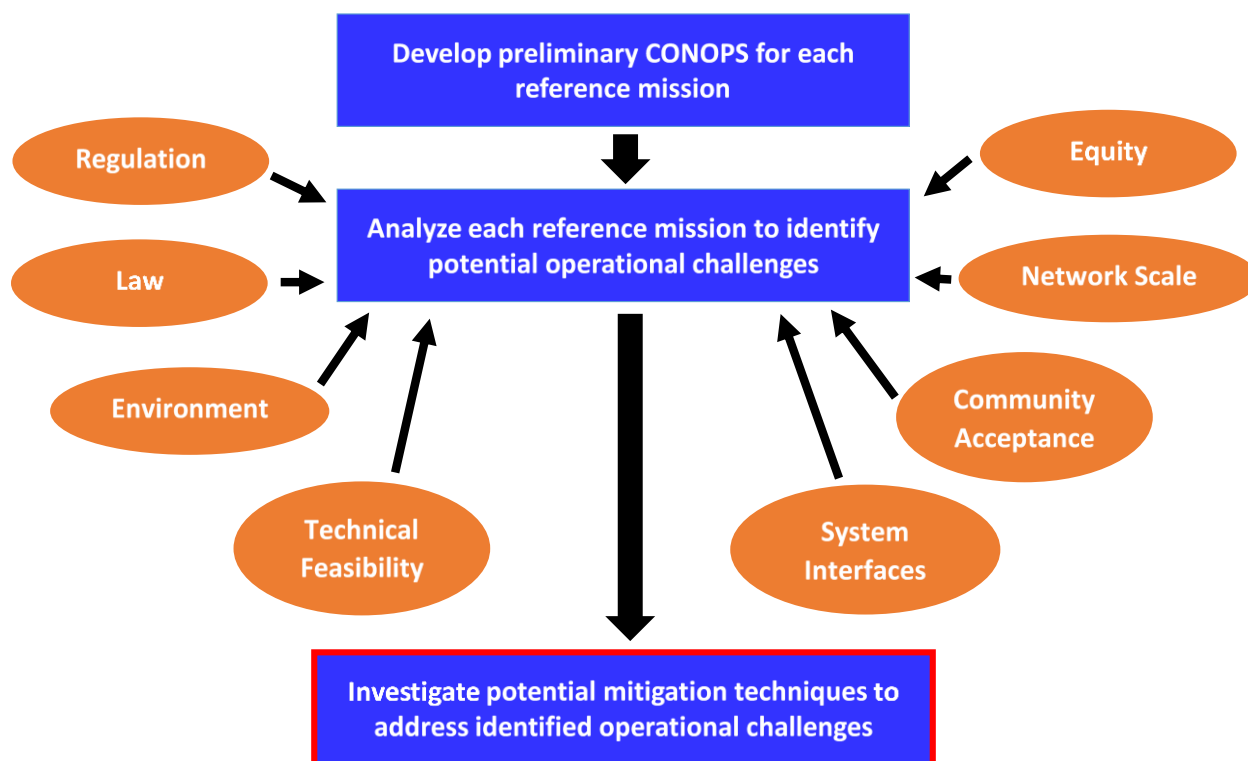 Develop preliminary CONOPS for each
reference mission
Regulation
Equity
Analyze each reference mission to identify
potential operational challenges
Law
Network Scale
Environment
Community
Acceptance
Technical
Feasibility
System
Interfaces
Investigate potential mitigation techniques to
address identified operational challenges